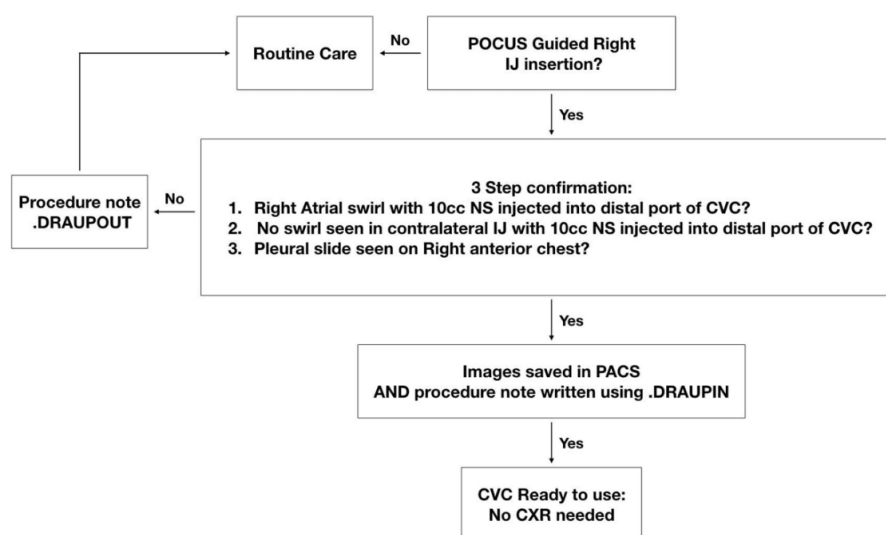 Routine Care
No
POCUS Guided Right
IJ insertion?
Yes
Procedure note
.DRAUPOUT
No
3 Step confirmation:
1. Right Atrial swirl with 10cc NS injected into distal port of CVC?
2. No swirl seen in contralateral IJ with 10cc NS injected into distal port of CVC?
3. Pleural slide seen on Right anterior chest?
Yes
Images saved in PACS
AND procedure note written using .DRAUPIN
Yes
CVC Ready to use:
No CXR needed